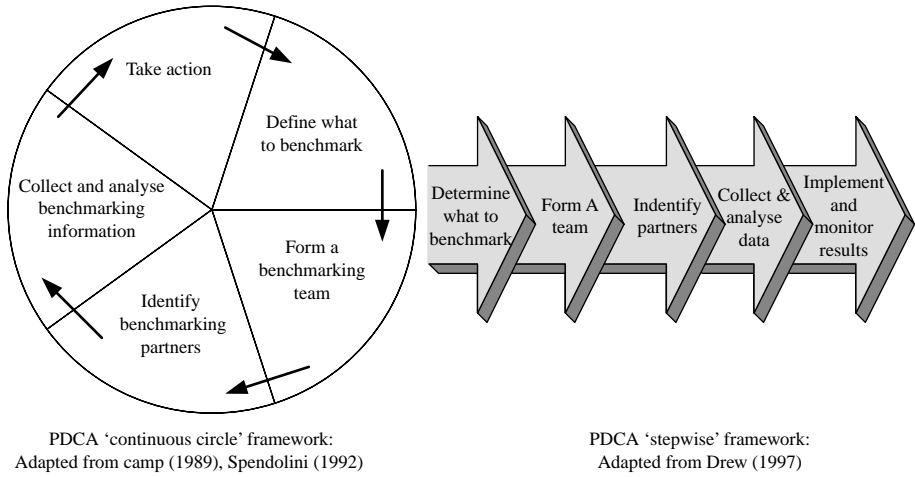 Take action
Define what
to benchmark
Form a
benchmarking
team
Identify
benchmarking
partners
Collect and analyse
benchmarking
information
PDCA ‘continuous circle’ framework:
Adapted from camp (1989), Spendolini (1992)
Determine
what to
benchmark
Form A
team
Indentify
partners
Collect &
analyse
data
Implement
and
monitor
results
PDCA ‘stepwise’ framework:
Adapted from Drew (1997)